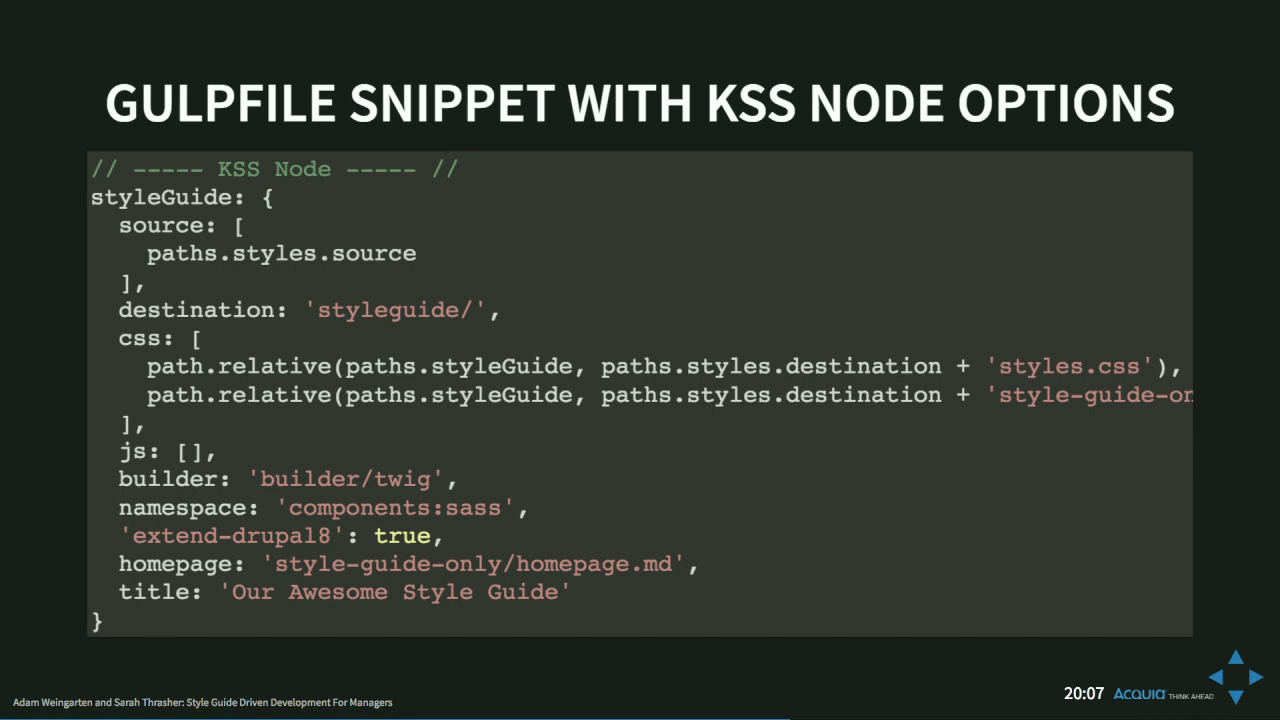 GULPFILE SNIPPET WITH KSS NODE OPTIONS
// ----- KSS Node ----- //
styleGuide: {
  source: [
    paths.styles.source
  ],
  destination: 'styleguide/',
  css: [
    path.relative(paths.styleGuide, paths.styles.destination + 'styles.css'),
    path.relative(paths.styleGuide, paths.styles.destination + 'style-guide-on
  ],
  js: [],
  builder: 'builder/twig',
  namespace: 'components:sass',
  'extend-drupal8': true,
  homepage: 'style-guide-only/homepage.md',
  title: 'Our Awesome Style Guide'
}
Adam Weingarten and Sarah Thrasher: Style Guide Driven Development For Managers
20:07 Acquia THINK AHEAD